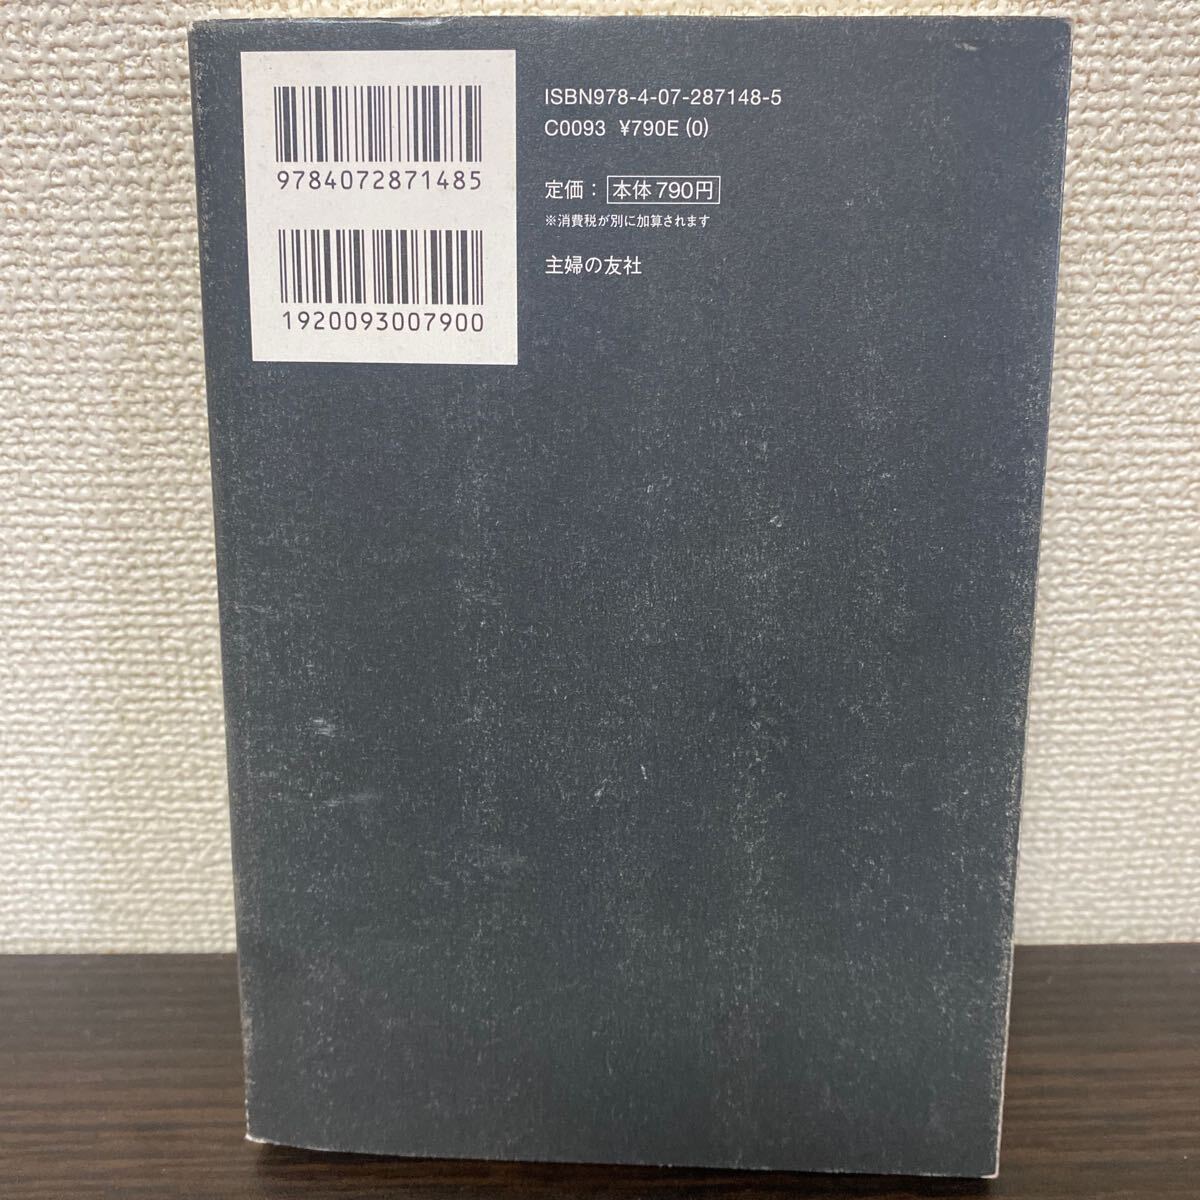 9784072871485
1920093007900
ISBN978-4-07-287148-5
C0093 ¥790E (0)
定価：本体790円
※消費税が別に加算されます
主婦の友社